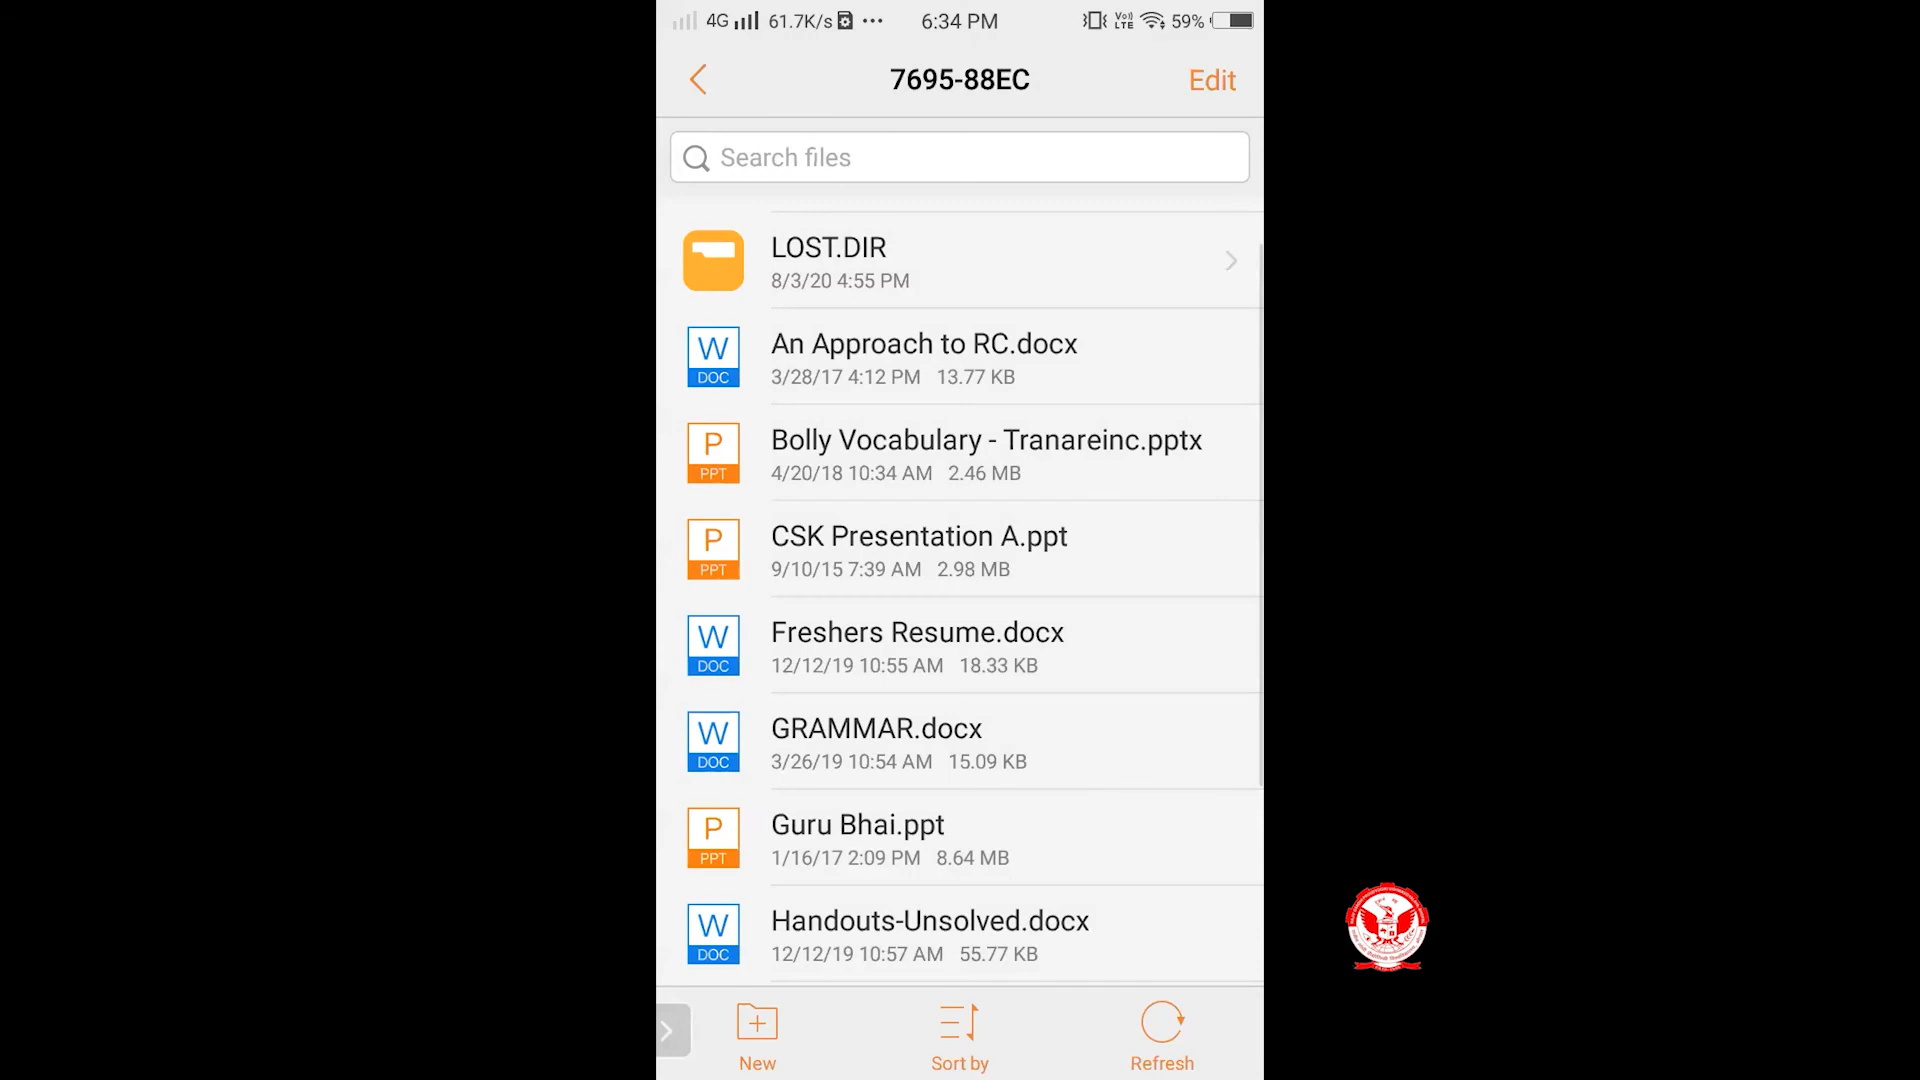 4G 61.7K/s ... 6:34 PM VoD LTE 59%
7695-88EC
Edit
Search files
LOST.DIR
8/3/20 4:55 PM
W
DOC
An Approach to RC.docx
3/28/17 4:12 PM 13.77 KB
P
PPT
Bolly Vocabulary - Tranareinc.pptx
4/20/18 10:34 AM 2.46 MB
P
PPT
CSK Presentation A.ppt
9/10/15 7:39 AM 2.98 MB
W
DOC
Freshers Resume.docx
12/12/19 10:55 AM 18.33 KB
W
DOC
GRAMMAR.docx
3/26/19 10:54 AM 15.09 KB
P
PPT
Guru Bhai.ppt
1/16/17 2:09 PM 8.64 MB
W
DOC
Handouts-Unsolved.docx
12/12/19 10:57 AM 55.77 KB
New
Sort by
Refresh